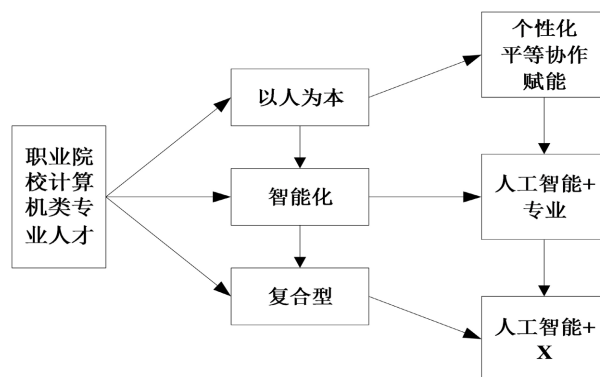 职业院
校计算
机类专
业人才
以人为本
智能化
复合型
个性化
平等协作
赋能
人工智能+
专业
人工智能+
X